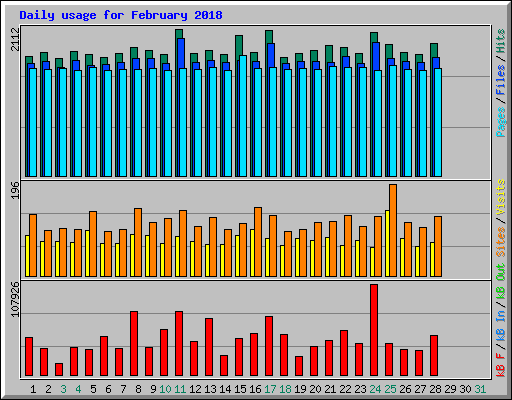 Daily usage for February 2018
2112
Pages / Files / Hits
196
Sites / Visits
107926
kB F / kB In / kB Out
1 2 3 4 5 6 7 8 9 10 11 12 13 14 15 16 17 18 19 20 21 22 23 24 25 26 27 28 29 30 31